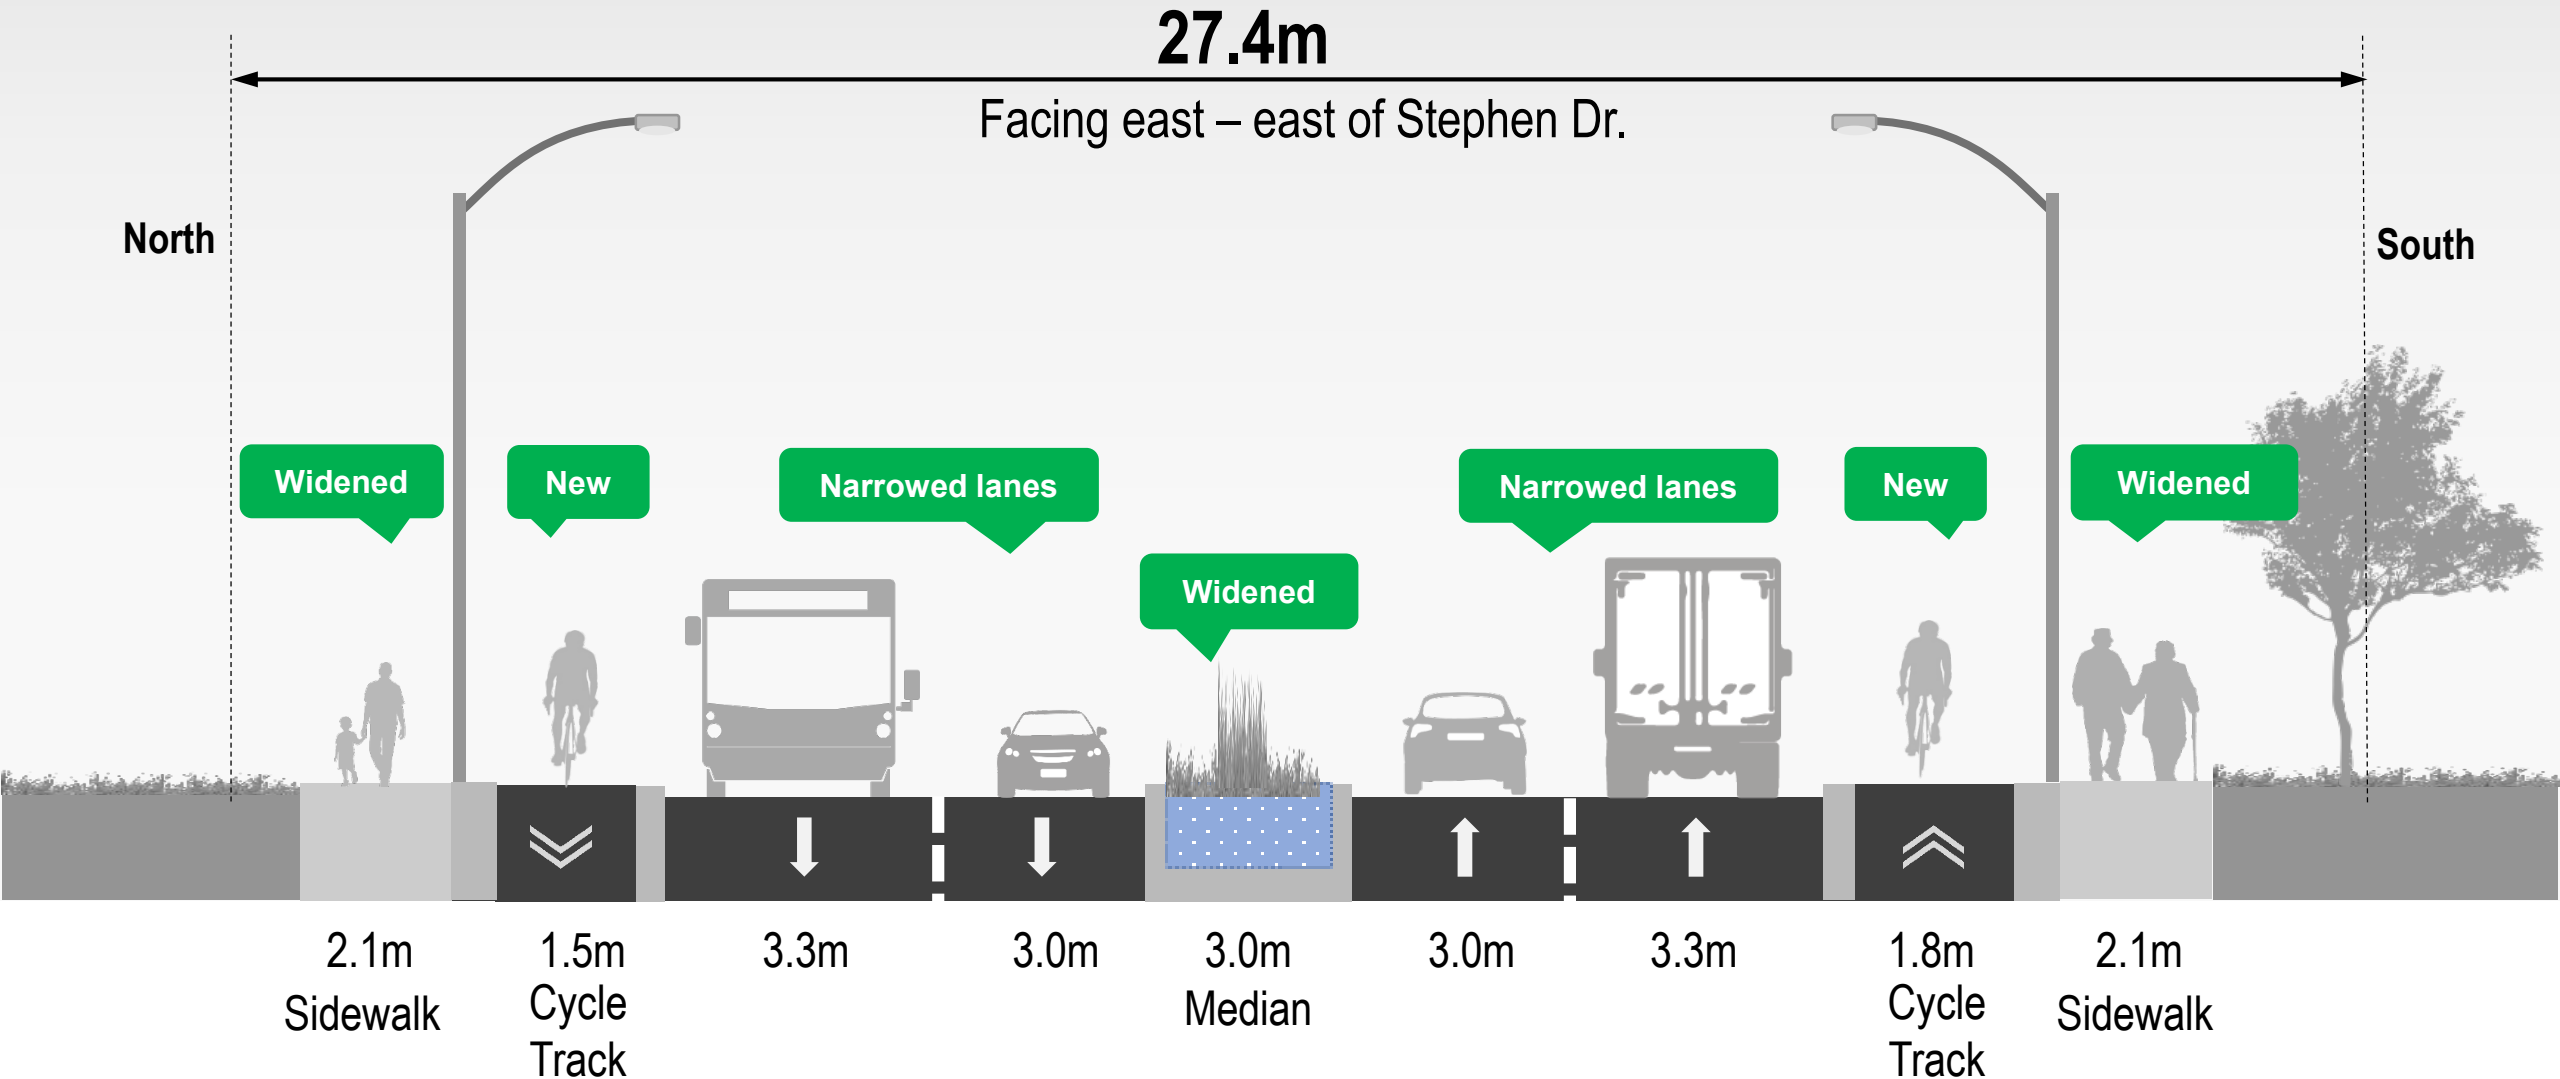 27.4m
Facing east – east of Stephen Dr.
North
South
Widened
New
Narrowed lanes
Narrowed lanes
New
Widened
Widened
2.1m
Sidewalk
1.5m
Cycle
Track
3.3m
3.0m
3.0m
Median
3.0m
3.3m
1.8m
Cycle
Track
2.1m
Sidewalk